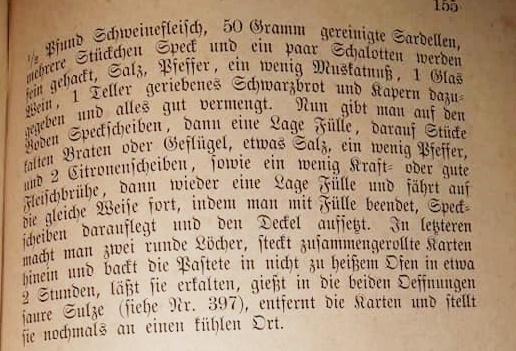 155
1/2 Pfund Schweinefleisch, 50 Gramm gereinigte Sardellen,
mehrere Stückchen Speck und ein paar Schalotten werden
fein gehackt, Salz, Pfeffer, ein wenig Muskatnuß, 1 Glas
Wein, 1 Teller geriebenes Schwarzbrot und Kapern dazu-
gegeben und alles gut vermengt. Nun gibt man auf den
Boden Speckscheiben, dann eine Lage Fülle, darauf Stücke
kalten Braten oder Geflügel, etwas Salz, ein wenig Pfeffer,
und 2 Citronenscheiben, sowie ein wenig Kraft- oder gute
Fleischbrühe, dann wieder eine Lage Fülle und fährt auf
die gleiche Weise fort, indem man mit Fülle beendet, Speck-
scheiben darauflegt und den Deckel aufsetzt. In letzteren
macht man zwei runde Löcher, steckt zusammengerollte Karten
hinein und backt die Pastete in nicht zu heißem Ofen in etwa
2 Stunden, läßt sie erkalten, gießt in die beiden Oeffnungen
saure Sulze (siehe Nr. 397), entfernt die Karten und stellt
sie nochmals an einen kühlen Ort.